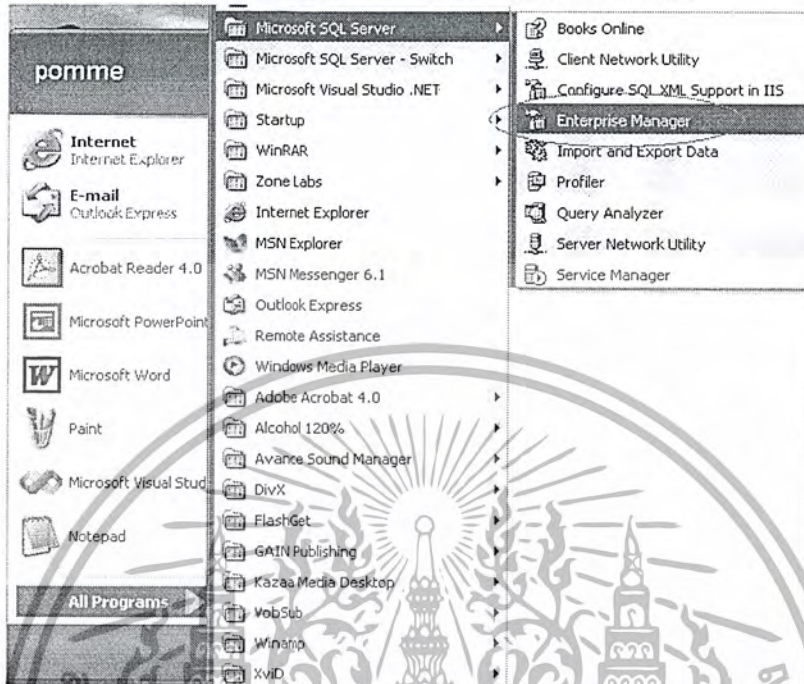 pomme
Internet
Internet Explorer
E-mail
Outlook Express
Acrobat Reader 4.0
Microsoft PowerPoint
Microsoft Word
Paint
Microsoft Visual Stud
Notepad
All Programs
Microsoft SQL Server
Microsoft SQL Server - Switch
Microsoft Visual Studio .NET
Startup
WinRAR
Zone Labs
Internet Explorer
MSN Explorer
MSN Messenger 6.1
Outlook Express
Remote Assistance
Windows Media Player
Adobe Acrobat 4.0
Alcohol 120%
Avance Sound Manager
DivX
FlashGet
GAIN Publishing
Kazaa Media Desktop
VobSub
Winamp
XviD
Books Online
Client Network Utility
Configure SQL XML Support in IIS
Enterprise Manager
Import and Export Data
Profiler
Query Analyzer
Server Network Utility
Service Manager